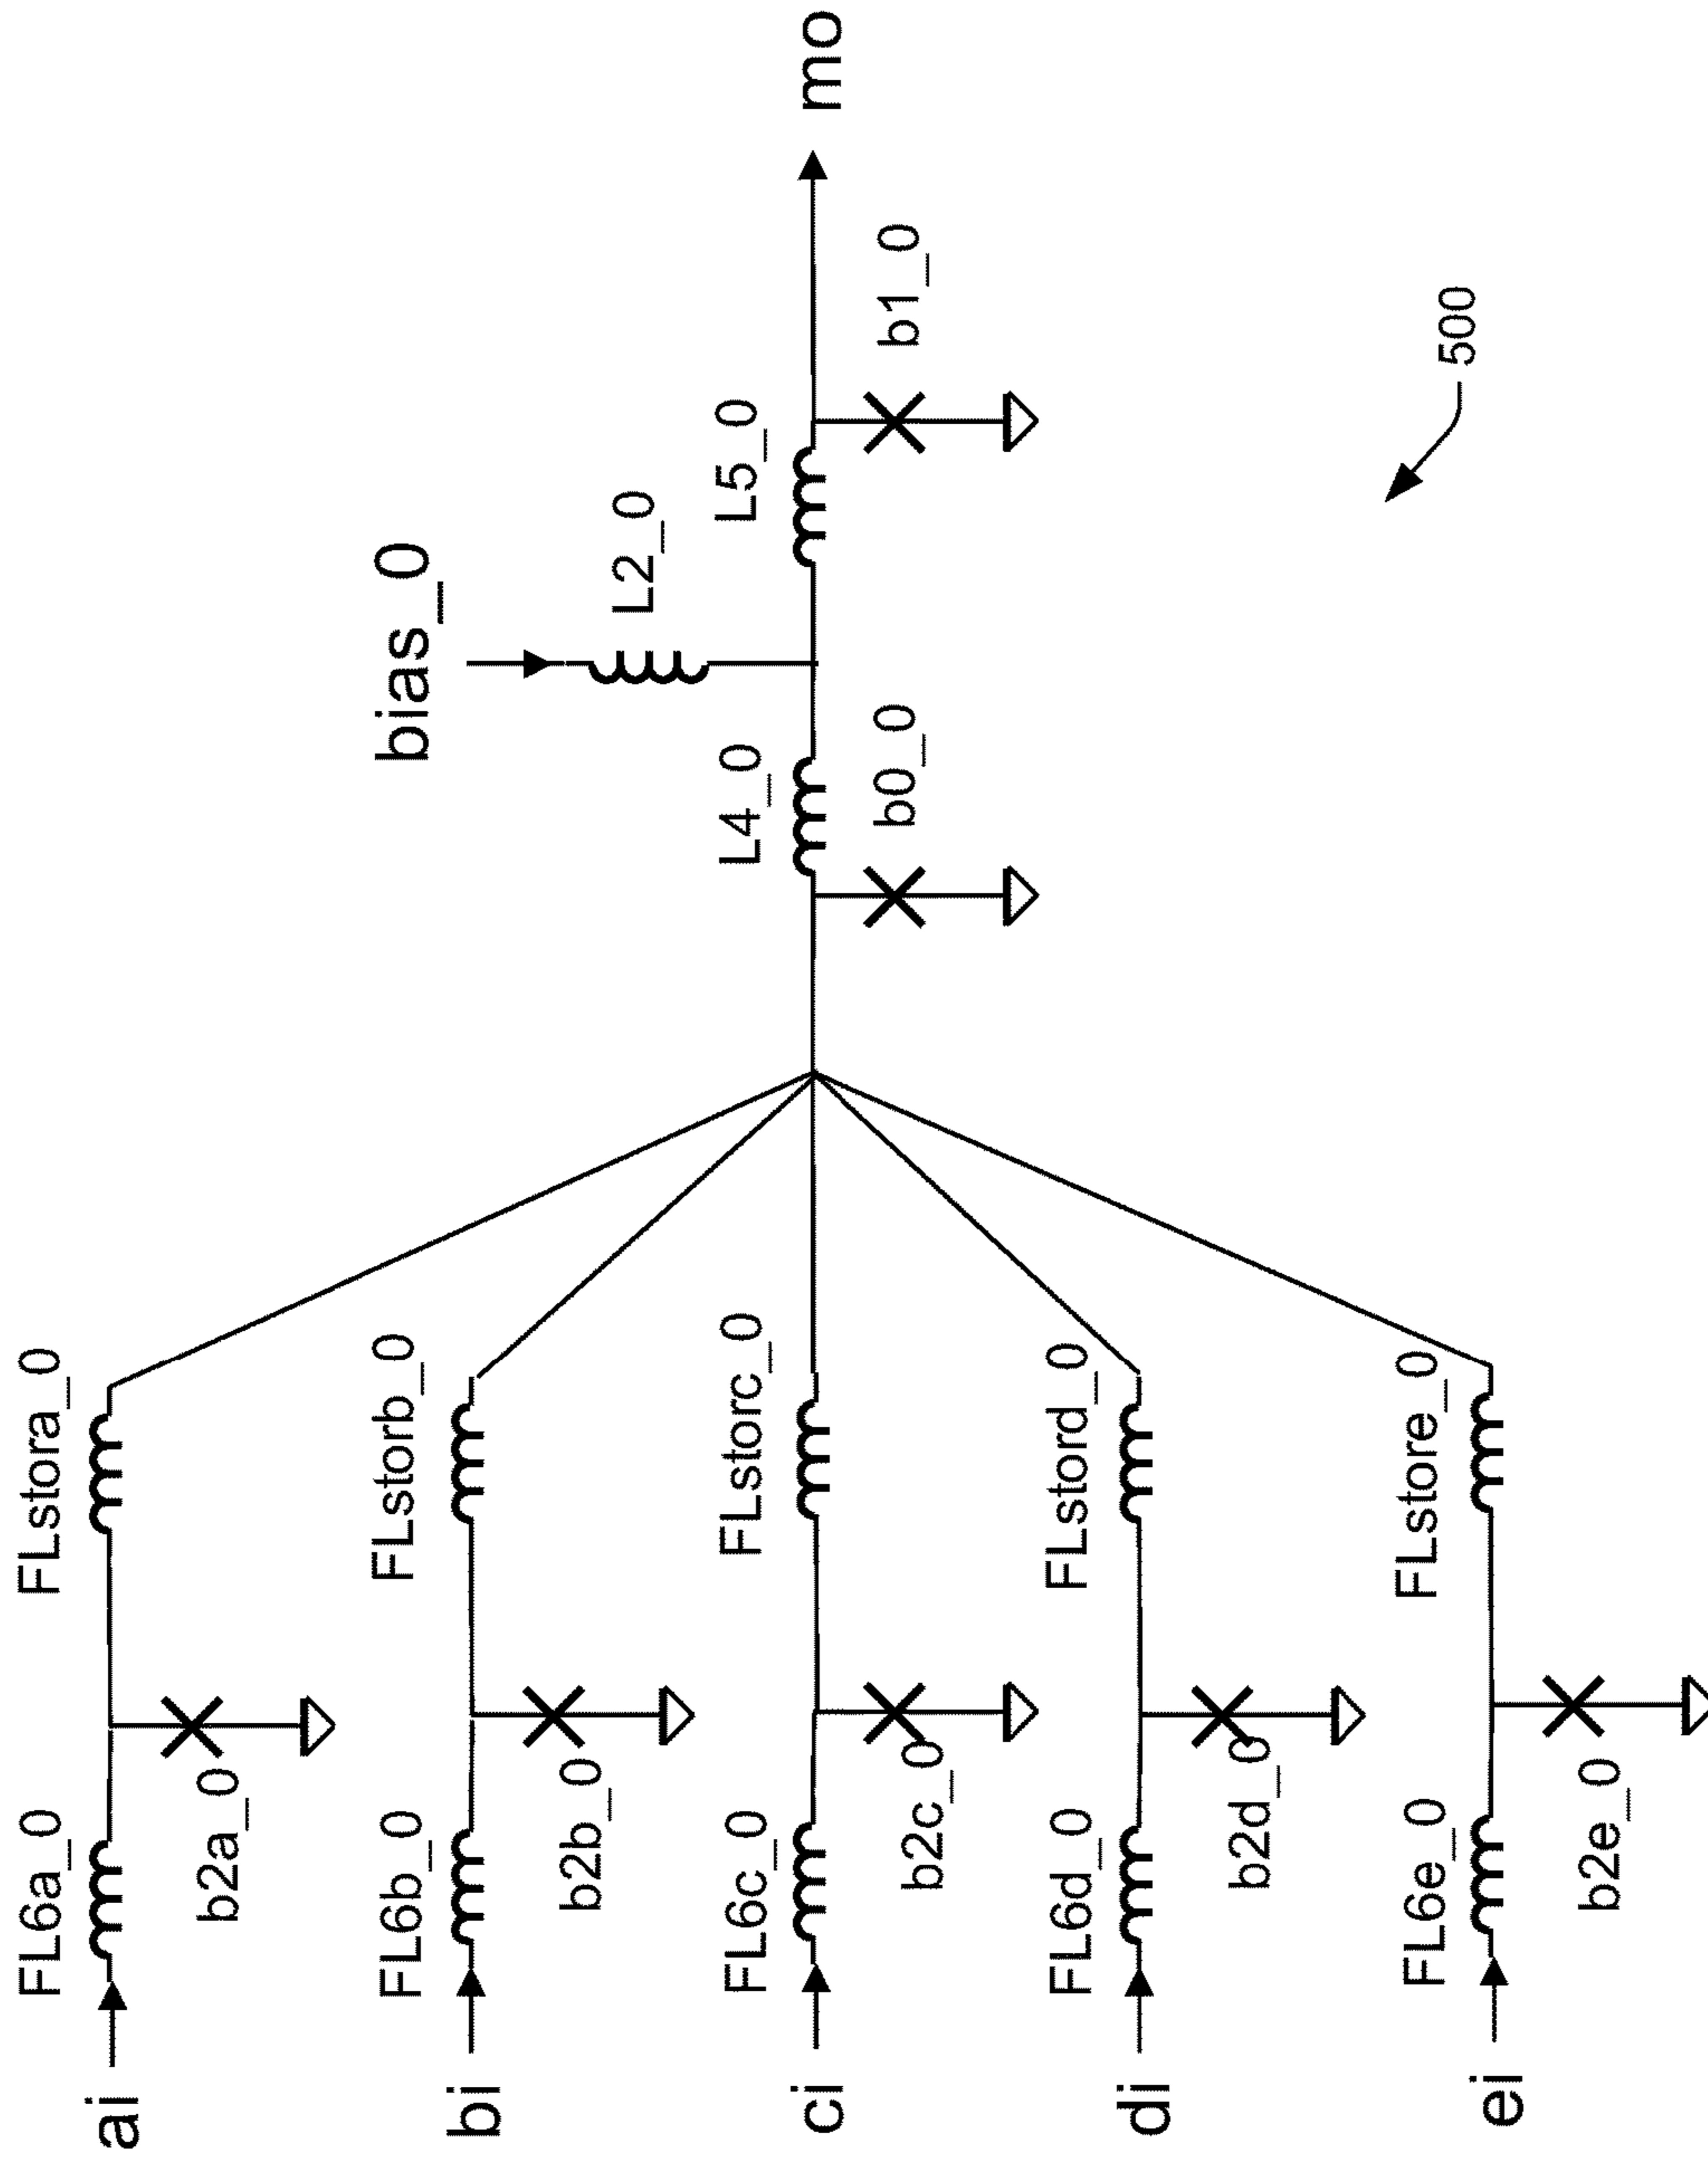 ai
FL6a_0
b2a_0
FLstora_0
bi
FL6b_0
b2b_0
FLstorb_0
ci
FL6c_0
b2c_0
FLstorc_0
di
FL6d_0
b2d_0
FLstord_0
ei
FL6e_0
b2e_0
FLstore_0
bias_0
L2_0
L4_0
b0_0
L5_0
b1_0
mo
500